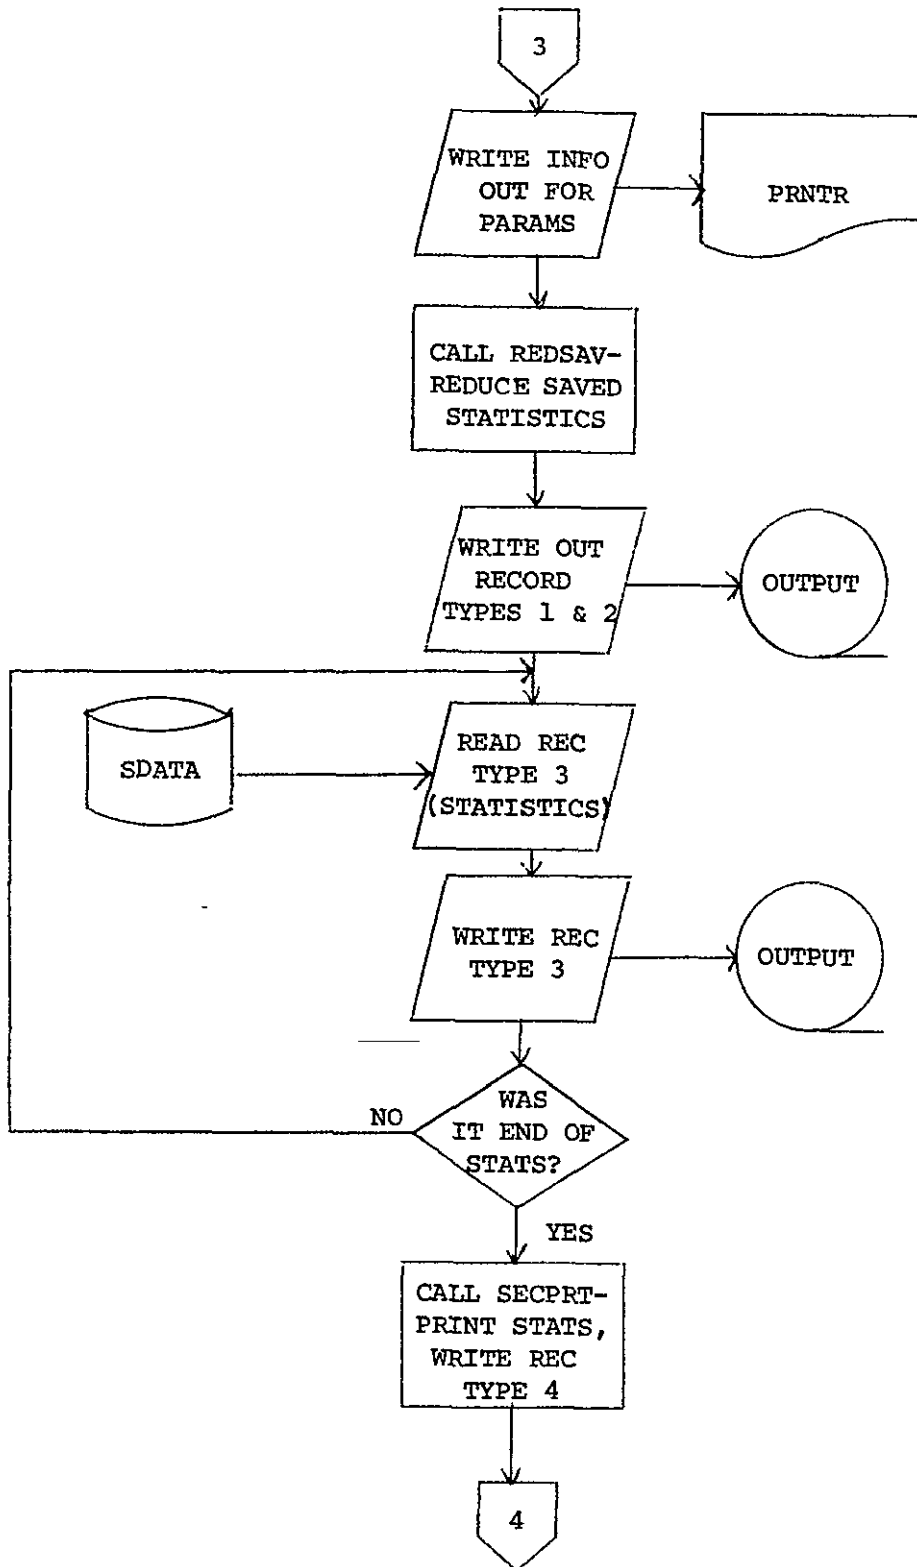 3
WRITE INFO
OUT FOR
PARAMS
PRNTR
CALL REDSAV-
REDUCE SAVED
STATISTICS
WRITE OUT
RECORD
TYPES 1 & 2
OUTPUT
READ REC
TYPE 3
(STATISTICS)
SDATA
WRITE REC
TYPE 3
OUTPUT
WAS
IT END OF
STATS?
NO
YES
CALL SECPRT-
PRINT STATS,
WRITE REC
TYPE 4
4